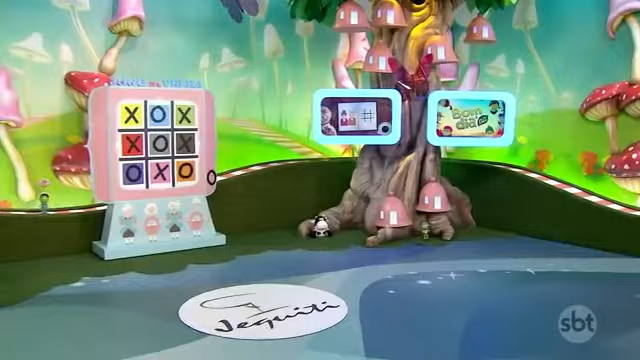 X O X
X O X
O X O
O
Bom
dia
Jequiti
sbt